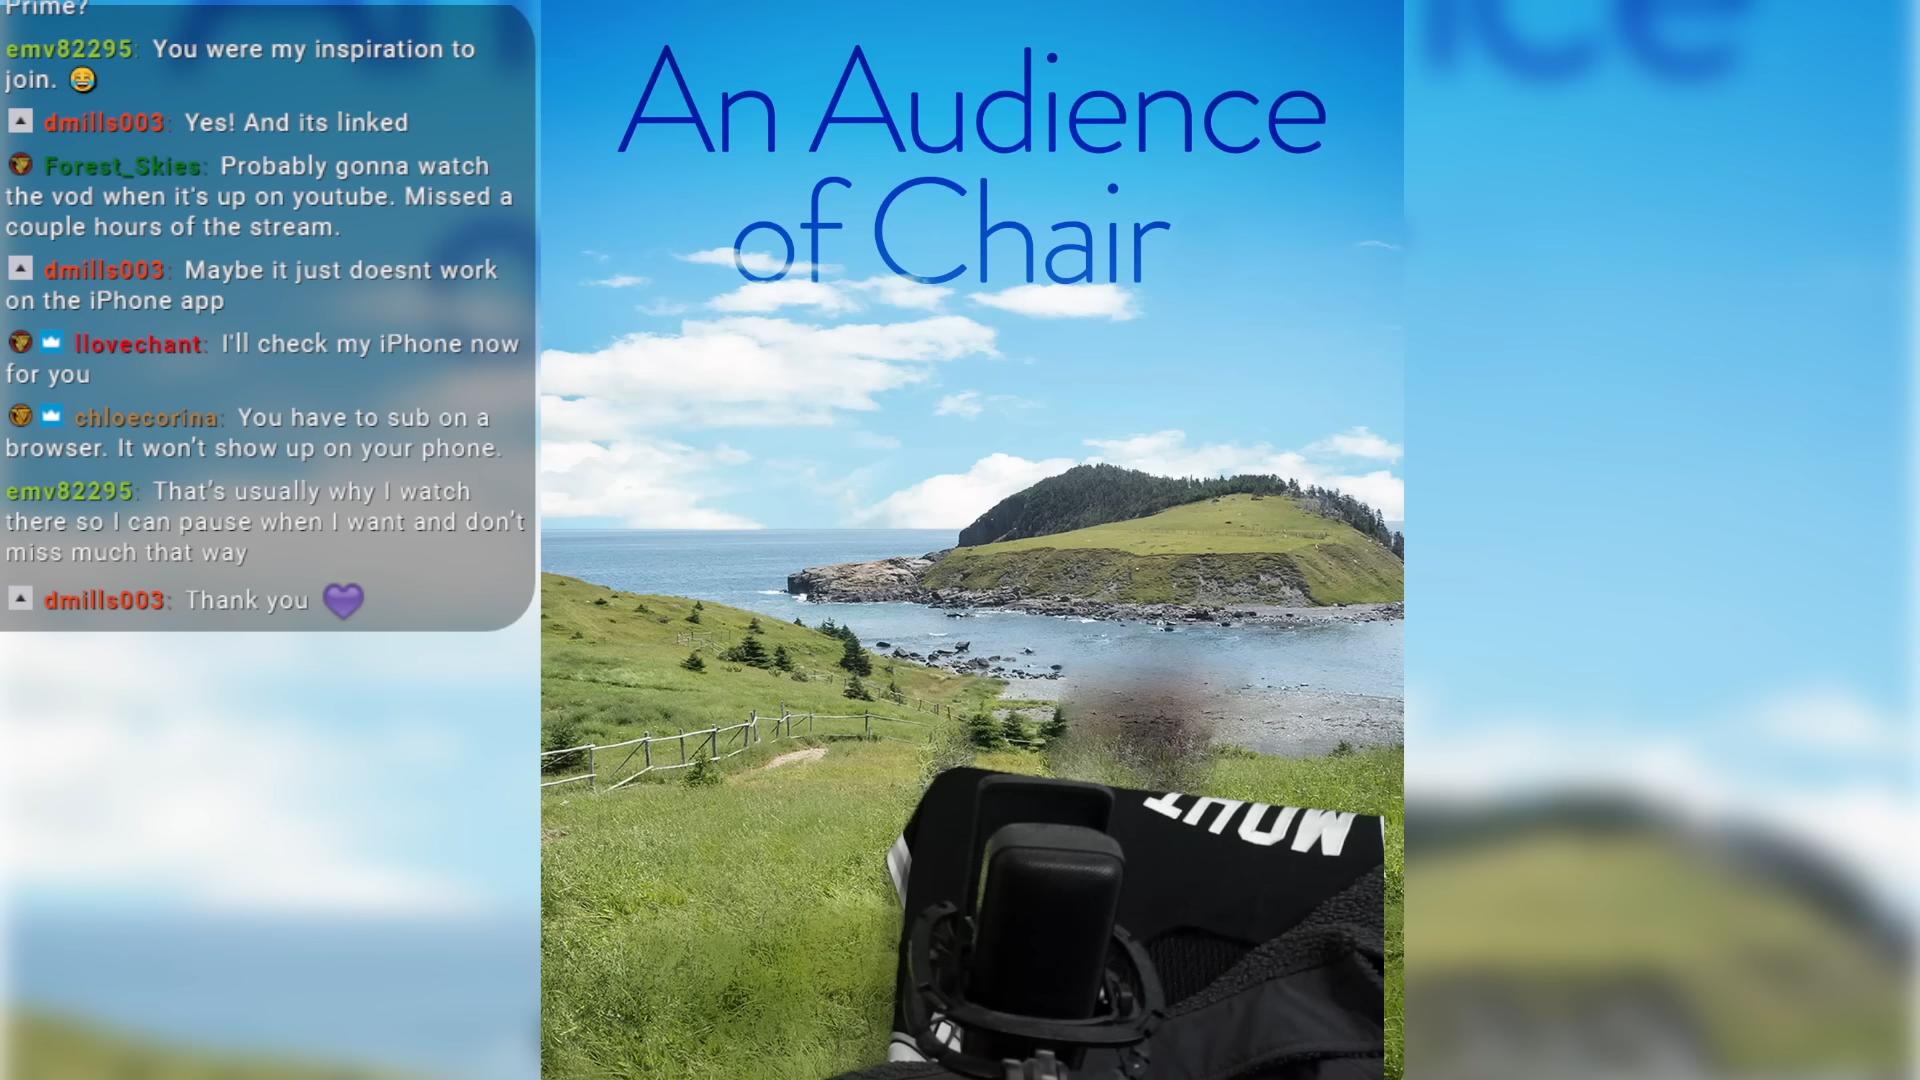 Prime?
emv82295: You were my inspiration to
join. 😂
dmills003: Yes! And its linked
Forest_Skies: Probably gonna watch
the vod when it's up on youtube. Missed a
couple hours of the stream.
dmills003: Maybe it just doesnt work
on the iPhone app
llovechant: I'll check my iPhone now
for you
chloecorina: You have to sub on a
browser. It won’t show up on your phone.
emv82295: That’s usually why I watch
there so I can pause when I want and don’t
miss much that way
dmills003: Thank you 💜
An Audience
of Chair
THOM